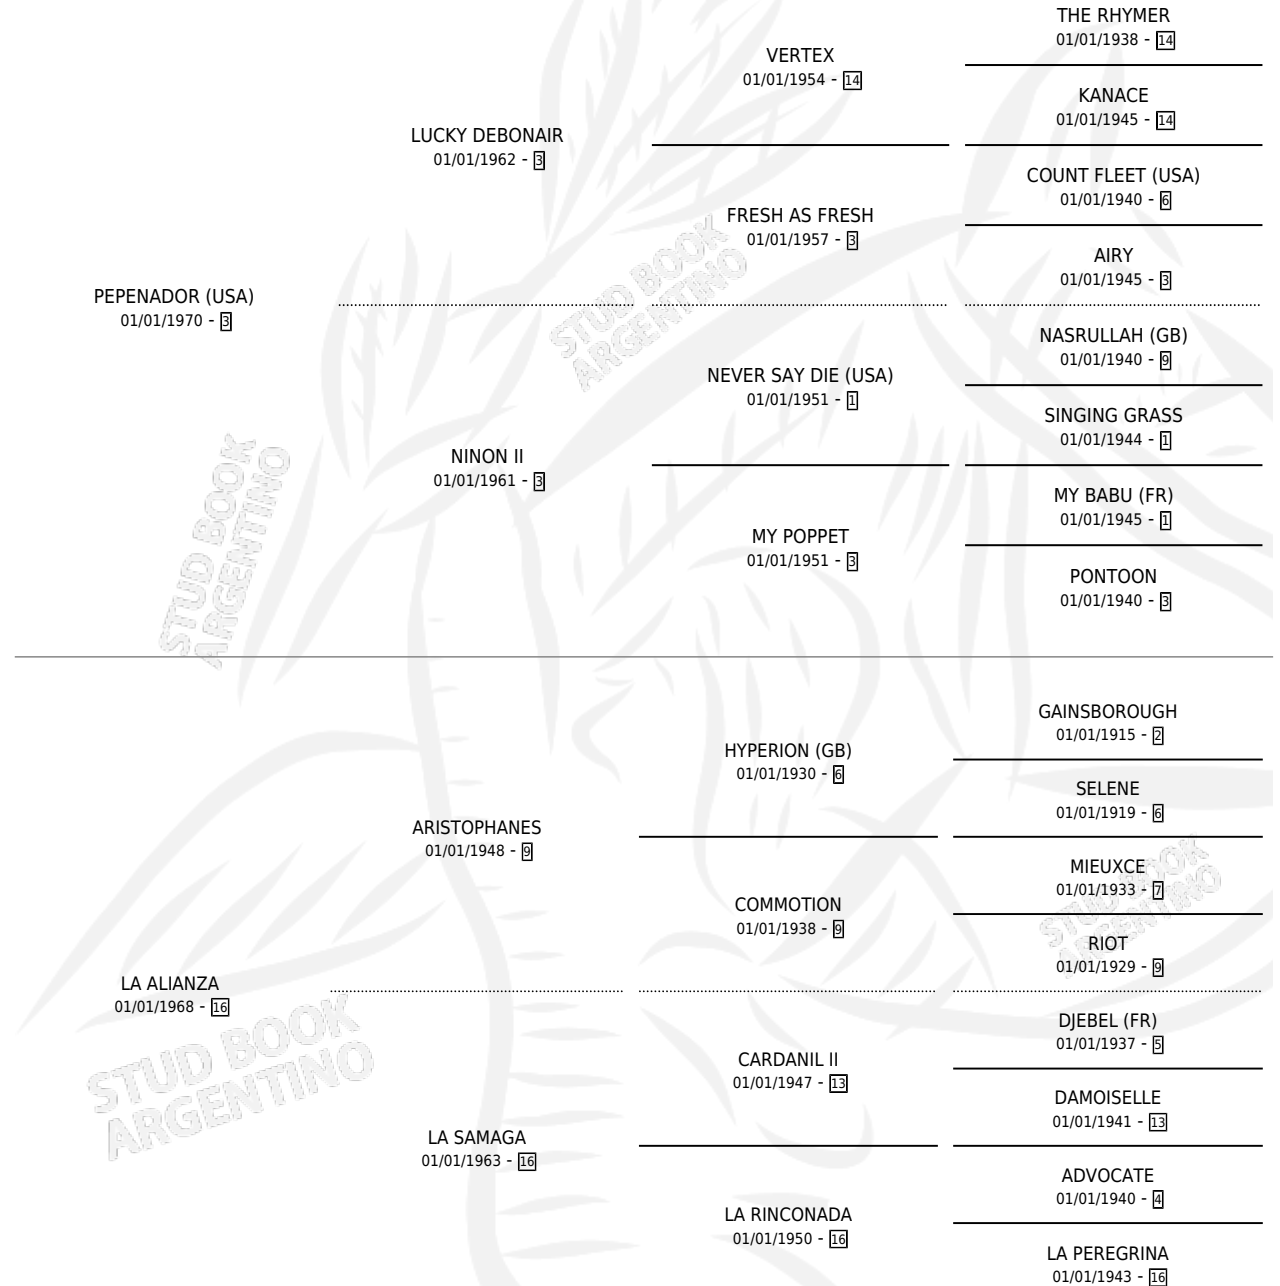 THE RHYMER
01/01/1938 - 14
VERTEX
01/01/1954 - 14
KANACE
01/01/1945 - 14
LUCKY DEBONAIR
01/01/1962 - 3
COUNT FLEET (USA)
01/01/1940 - 6
FRESH AS FRESH
01/01/1957 - 3
AIRY
01/01/1945 - 3
PEPENADOR (USA)
01/01/1970 - 3
NASRULLAH (GB)
01/01/1940 - 9
NEVER SAY DIE (USA)
01/01/1951 - 1
SINGING GRASS
01/01/1944 - 1
NINON II
01/01/1961 - 3
MY BABU (FR)
01/01/1945 - 1
MY POPPET
01/01/1951 - 3
PONTOON
01/01/1940 - 3
GAINSBOROUGH
01/01/1915 - 2
HYPERION (GB)
01/01/1930 - 6
SELENE
01/01/1919 - 6
ARISTOPHANES
01/01/1948 - 9
MIEUXCE
01/01/1933 - 7
COMMOTION
01/01/1938 - 9
RIOT
01/01/1929 - 9
LA ALIANZA
01/01/1968 - 16
DJEBEL (FR)
01/01/1937 - 5
CARDANIL II
01/01/1947 - 13
DAMOISELLE
01/01/1941 - 13
LA SAMAGA
01/01/1963 - 16
ADVOCATE
01/01/1940 - 4
LA RINCONADA
01/01/1950 - 16
LA PEREGRINA
01/01/1943 - 16
STUD BOOK
ARGENTINO
STUD BOOK
ARGENTINO
STUD BOOK
ARGENTINO
STUD BOOK
ARGENTINO